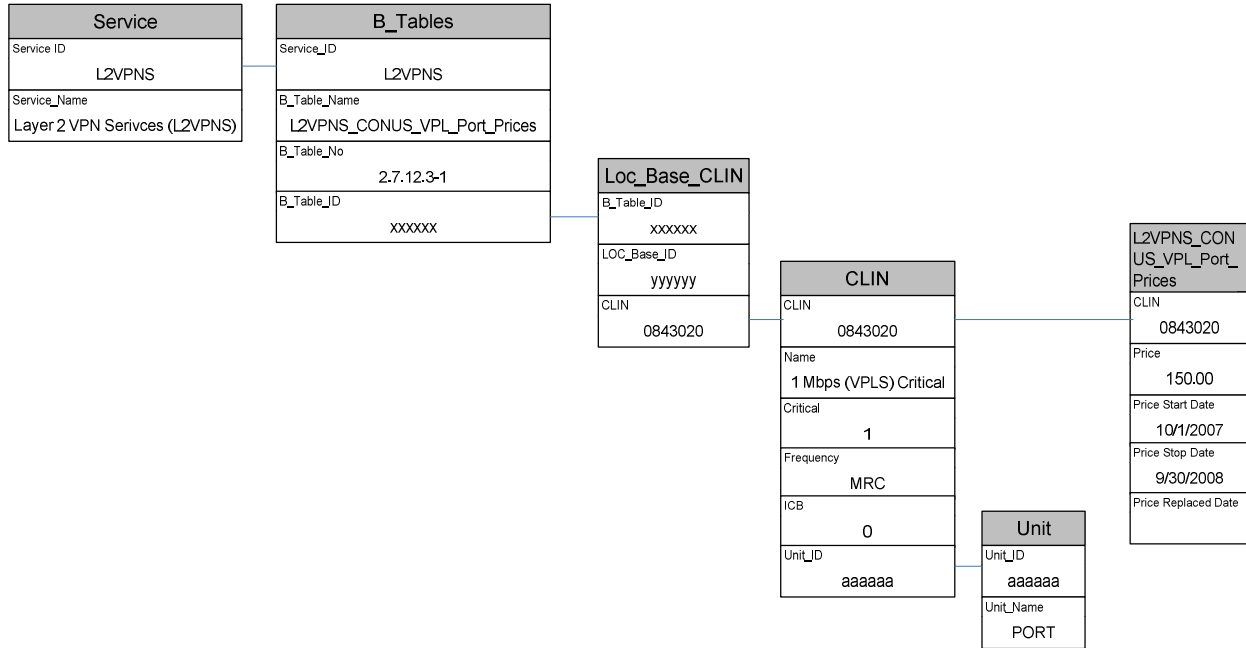 Service
Service ID
L2VPNS
Service_Name
Layer 2 VPN Serivces (L2VPNS)
B_Tables
Service_ID
L2VPNS
B_Table_Name
L2VPNS_CONUS_VPL_Port_Prices
B_Table_No
2.7.12.3-1
B_Table_ID
xxxxxx
Loc_Base_CLIN
B_Table_ID
xxxxxx
LOC_Base_ID
yyyyyy
CLIN
0843020
CLIN
CLIN
0843020
Name
1 Mbps (VPLS) Critical
Critical
1
Frequency
MRC
ICB
0
Unit_ID
aaaaaa
Unit
Unit_ID
aaaaaa
Unit_Name
PORT
L2VPNS_CON
US_VPL_Port_
Prices
CLIN
0843020
Price
150.00
Price Start Date
10/1/2007
Price Stop Date
9/30/2008
Price Replaced Date